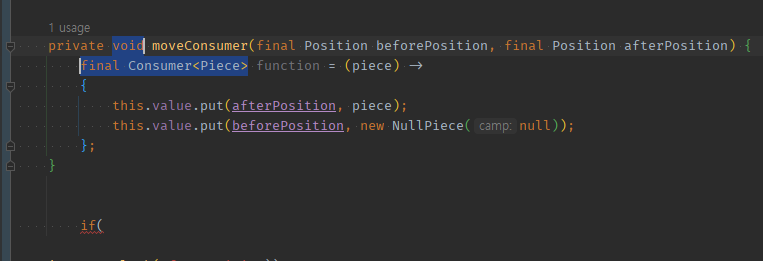 1 usage
private void moveConsumer(final Position beforePosition, final Position afterPosition) {
final Consumer<Piece> function = (piece) ->
{
this.value.put(afterPosition, piece);
this.value.put(beforePosition, new NullPiece( camp: null));
};
}
if(